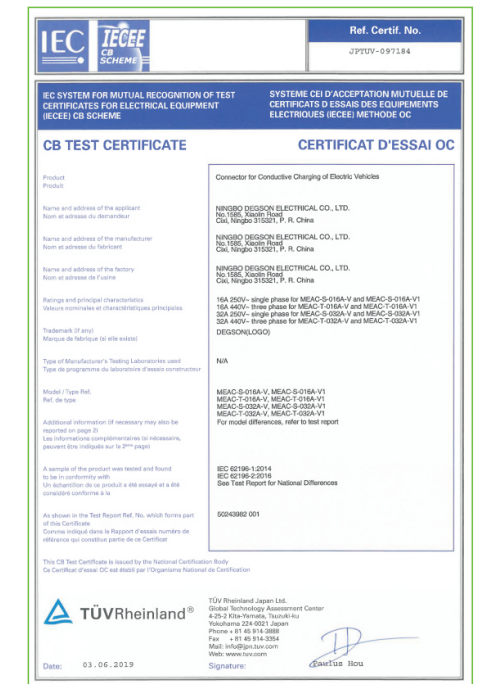 IEC
IECEE
CB
SCHEME
Ref. Certif. No.
JPTUV-097184
IEC SYSTEM FOR MUTUAL RECOGNITION OF TEST
CERTIFICATES FOR ELECTRICAL EQUIPMENT
(IECEE) CB SCHEME
SYSTEME CEI D'ACCEPTATION MUTUELLE DE
CERTIFICATS D ESSAIS DES EQUIPEMENTS
ELECTRIQUES (IECEE) METHODE OC
CB TEST CERTIFICATE
CERTIFICAT D'ESSAI OC
Product
Produit
Connector for Conductive Charging of Electric Vehicles
Name and address of the applicant
Nom et adresse du demandeur
NINGBO DEGSON ELECTRICAL CO., LTD.
No.1585, Xiaolin Road
Cixi, Ningbo 315321, P. R. China
Name and address of the manufacturer
Nom et adresse du fabricant
NINGBO DEGSON ELECTRICAL CO., LTD.
No.1585, Xiaolin Road
Cixi, Ningbo 315321, P. R. China
Name and address of the factory
Nom et adresse de l'usine
NINGBO DEGSON ELECTRICAL CO., LTD.
No.1585, Xiaolin Road
Cixi, Ningbo 315321, P. R. China
Ratings and principal characteristics
Valeurs nominales et charactéristiques principales
16A 250V~ single phase for MEAC-S-016A-V and MEAC-S-016A-V1
16A 440V~ three phase for MEAC-T-016A-V and MEAC-T-016A-V1
32A 250V~ single phase for MEAC-S-032A-V and MEAC-S-032A-V1
32A 440V~ three phase for MEAC-T-032A-V and MEAC-T-032A-V1
Trademark (if any)
Marque de fabrique (si elle existe)
DEGSON(LOGO)
Type of Manufacturer's Testing Laboratories used
Type de programme du laboratoire d'essais constructeur
N/A
Model / Type Ref.
Ref. de type
MEAC-S-016A-V, MEAC-S-016A-V1
MEAC-T-016A-V, MEAC-T-016A-V1
MEAC-S-032A-V, MEAC-S-032A-V1
MEAC-T-032A-V, MEAC-T-032A-V1
Additional information (if necessary may also be
reported on page 2)
Les informations complémentaires (si nécessaire,
peuvent être indiqués sur la 2ème page)
For model differences, refer to test report
A sample of the product was tested and found
to be in conformity with
Un échantillon de ce produit a été essayé et a été
considéré conforme à la
IEC 62196-1:2014
IEC 62196-2:2016
See Test Report for National Differences
As shown in the Test Report Ref. No. which forms part
of this Certificate
Comme indiqué dans le Rapport d'essais numéro de
référence qui constitue partie de ce Certificat
50243982 001
This CB Test Certificate is issued by the National Certification Body
Ce Certificat d'essai OC est établi par l'Organisme National de Certification
TÜVRheinland®
TÜV Rheinland Japan Ltd.
Global Technology Assessment Center
4-25-2 Kita-Yamata, Tsuzuki-ku
Yokohama 224-0021 Japan
Phone + 81 45 914-3888
Fax + 81 45 914-3354
Mail: info@jpn.tuv.com
Web: www.tuv.com
Date: 03.06.2019
Signature: Paulus Hou